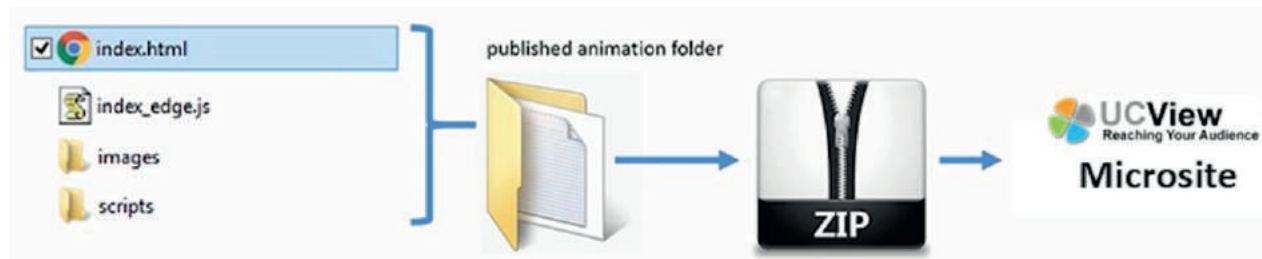 index.html
index_edge.js
images
scripts
published animation folder
ZIP
UCView
Reaching Your Audience
Microsite